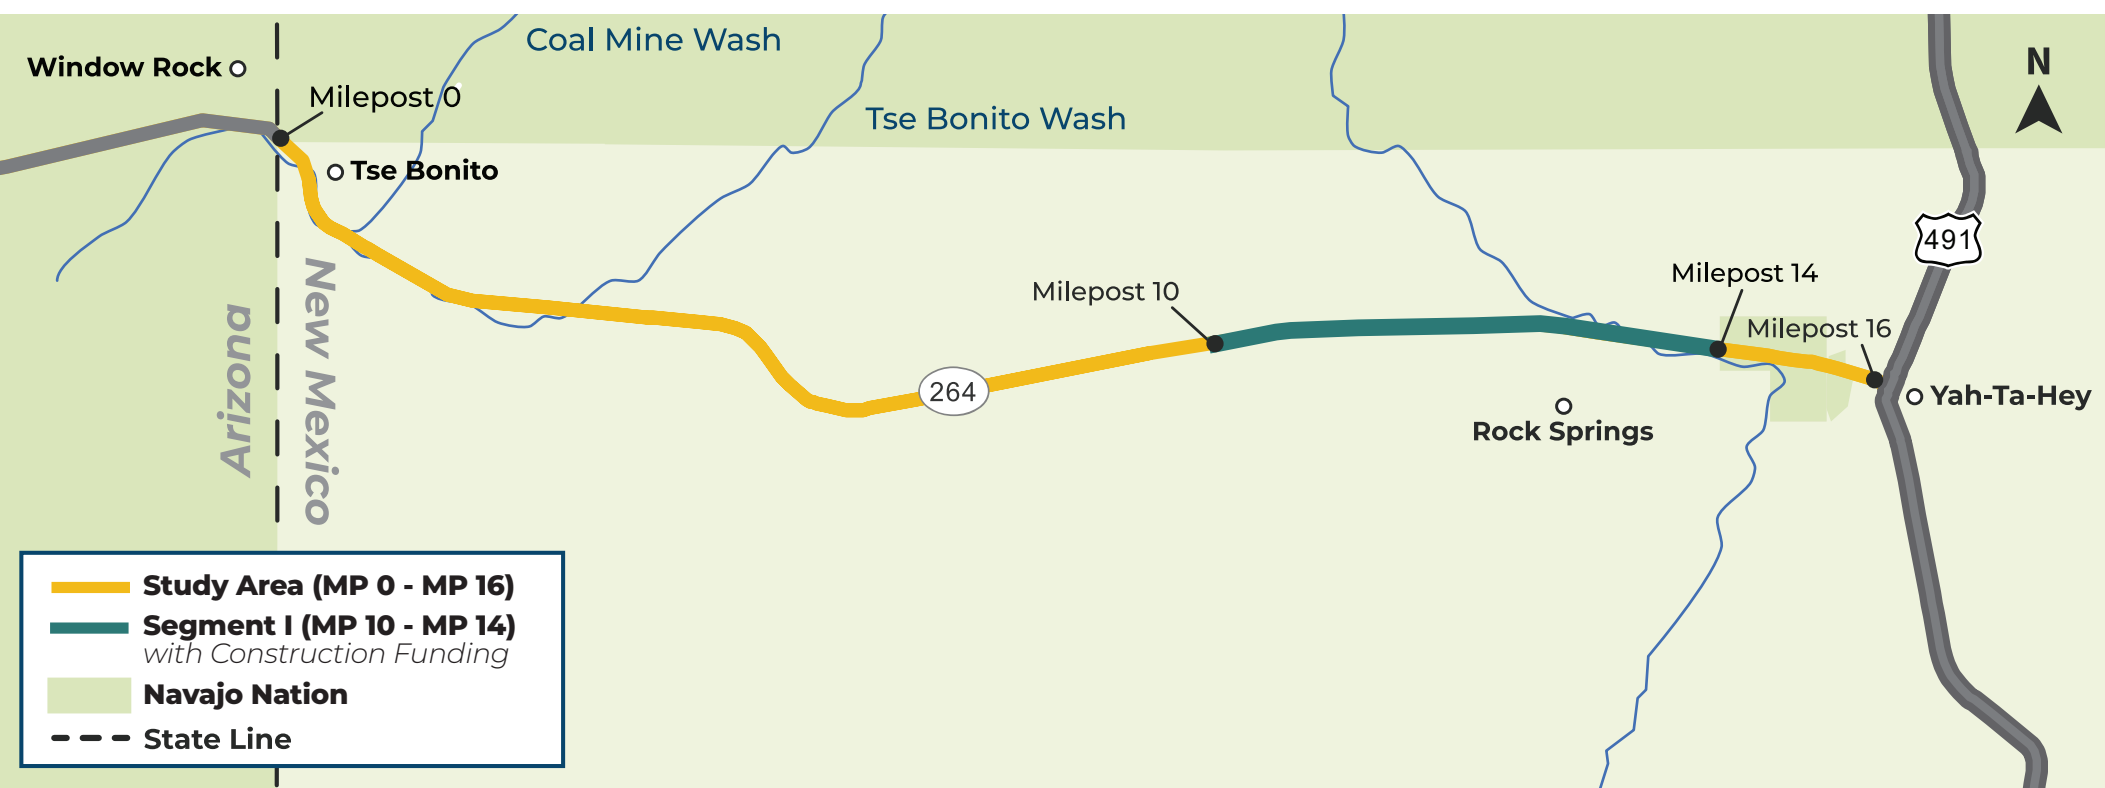 Coal Mine Wash
N
Window Rock
Milepost 0
Tse Bonito Wash
Tse Bonito
491
Milepost 14
Milepost 10
Milepost 16
New Mexico
Arizona
264
Yah-Ta-Hey
Rock Springs
Study Area (MP 0 - MP 16)
Segment I (MP 10 - MP 14)
with Construction Funding
Navajo Nation
State Line